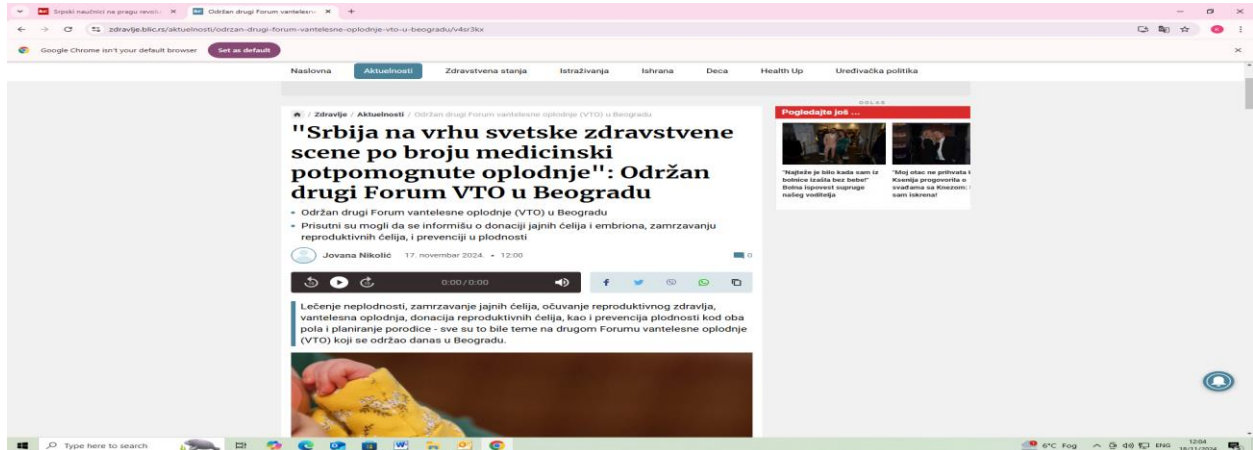 Srpski naučnici na pragu revoluc
Održan drugi Forum vantelesne
zdravlje.blic.rs/aktuelnosti/odrzan-drugi-forum-vantelesne-oplodnje-vto-u-beogradu/v4sr3kx
Google Chrome isn't your default browser Set as default
Naslovna Aktuelnosti Zdravstvena stanja Istraživanja Ishrana Deca Health Up Uređivačka politika
OGLAS
/ Zdravlje / Aktuelnosti / Održan drugi Forum vantelesne oplodnje (VTO) u Beogradu
"Srbija na vrhu svetske zdravstvene
scene po broju medicinski
potpomognute oplodnje": Održan
drugi Forum VTO u Beogradu
• Održan drugi Forum vantelesne oplodnje (VTO) u Beogradu
• Prisutni su mogli da se informišu o donaciji jajnih ćelija i embriona, zamrzavanju
reproduktivnih ćelija, i prevenciji u plodnosti
Jovana Nikolić 17. novembar 2024. • 12:00 0
0:00/0:00
Lečenje neplodnosti, zamrzavanje jajnih ćelija, očuvanje reproduktivnog zdravlja,
vantelesna oplodnja, donacija reproduktivnih ćelija, kao i prevencija plodnosti kod oba
pola i planiranje porodice - sve su to bile teme na drugom Forumu vantelesne oplodnje
(VTO) koji se održao danas u Beogradu.
Pogledajte još ...
"Najteže je bilo kada sam iz
bolnice izašla bez bebe!"
Bolna ispovest supruge
našeg voditelja
"Moj otac ne prihvata
Ksenija progovorila o
svađama sa Knezom:
sam iskrena!
Type here to search
6°C Fog ENG 12:04
18/11/2024